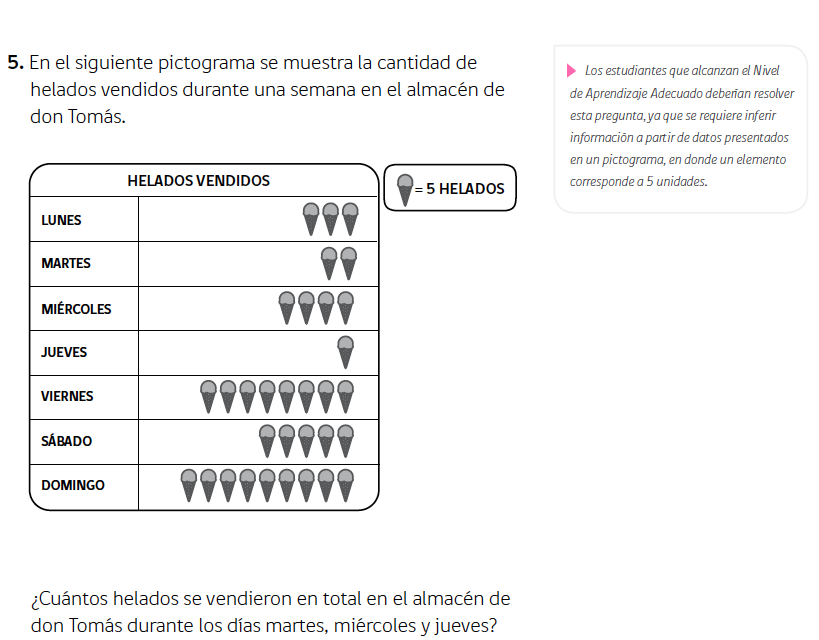 5. En el siguiente pictograma se muestra la cantidad de
helados vendidos durante una semana en el almacén de
don Tomás.
Los estudiantes que alcanzan el Nivel
de Aprendizaje Adecuado deberían resolver
esta pregunta, ya que se requiere inferir
información a partir de datos presentados
en un pictograma, en donde un elemento
corresponde a 5 unidades.
HELADOS VENDIDOS
= 5 HELADOS
LUNES
MARTES
MIÉRCOLES
JUEVES
VIERNES
SÁBADO
DOMINGO
¿Cuántos helados se vendieron en total en el almacén de
don Tomás durante los días martes, miércoles y jueves?